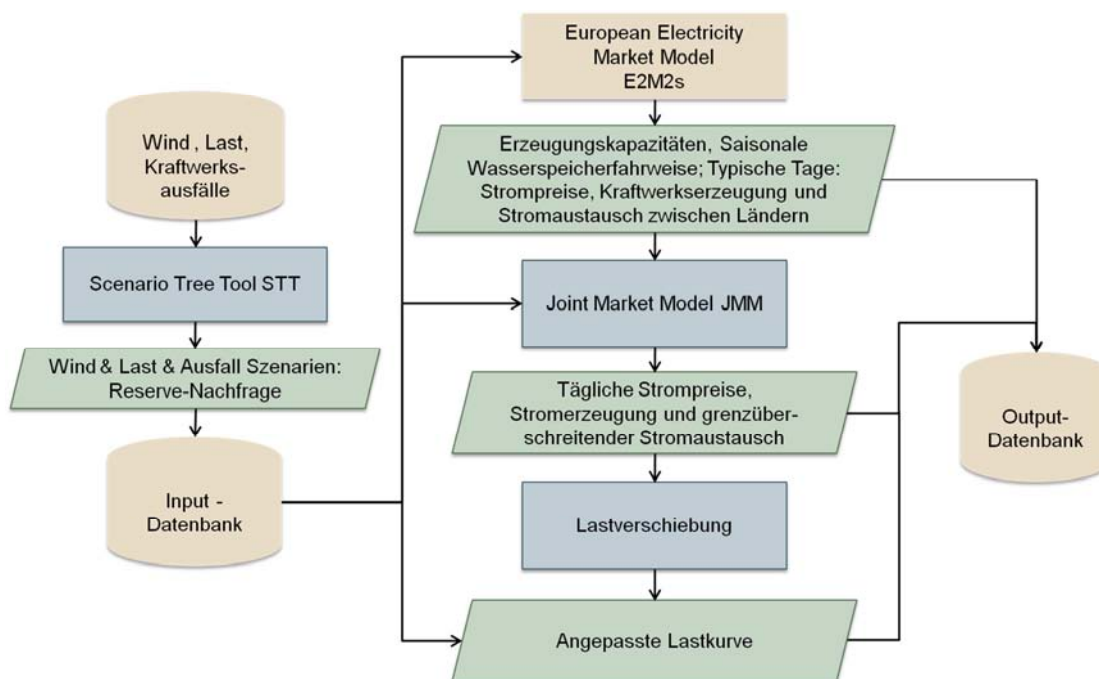 Wind , Last,
Kraftwerks-
ausfälle
Scenario Tree Tool STT
Wind & Last & Ausfall Szenarien:
Reserve-Nachfrage
Input -
Datenbank
European Electricity
Market Model
E2M2s
Erzeugungskapazitäten, Saisonale
Wasserspeicherfahrweise; Typische Tage:
Strompreise, Kraftwerkserzeugung und
Stromaustausch zwischen Ländern
Joint Market Model JMM
Tägliche Strompreise,
Stromerzeugung und grenzüber-
schreitender Stromaustausch
Lastverschiebung
Angepasste Lastkurve
Output-
Datenbank